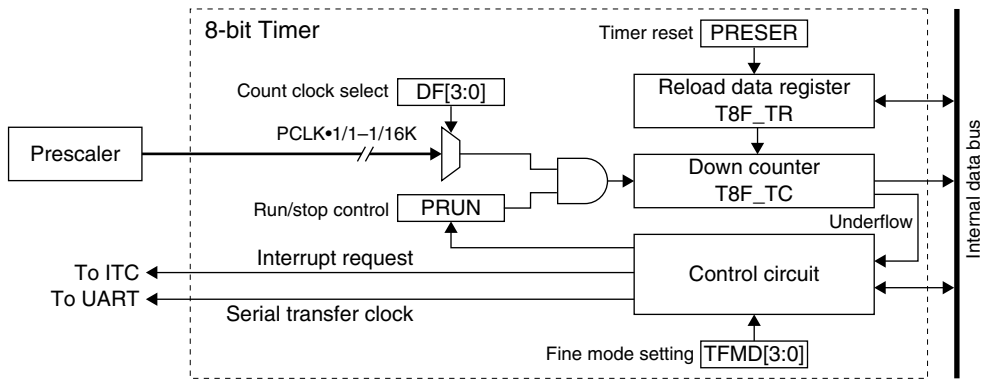 8-bit Timer
Timer reset PRESER
Count clock select DF[3:0]
Reload data register
T8F_TR
PCLK•1/1–1/16K
Prescaler
Down counter
T8F_TC
Run/stop control PRUN
Underflow
Internal data bus
Interrupt request
To ITC
Control circuit
To UART
Serial transfer clock
Fine mode setting TFMD[3:0]